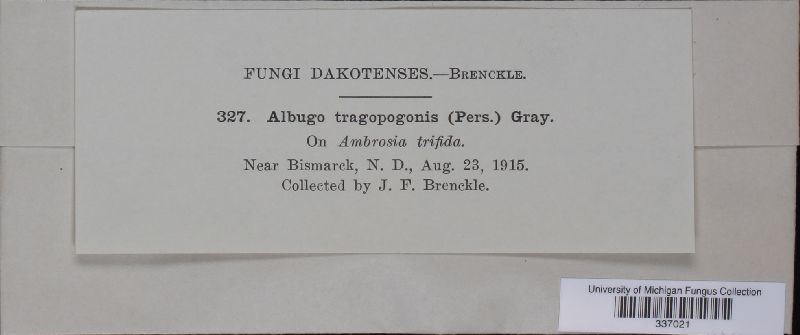 FUNGI DAKOTENSES.—BRENCKLE.
327. Albugo tragopogonis (Pers.) Gray.
On Ambrosia trifida.
Near Bismarck, N. D., Aug. 23, 1915.
Collected by J. F. Brenckle.
University of Michigan Fungus Collection
337021